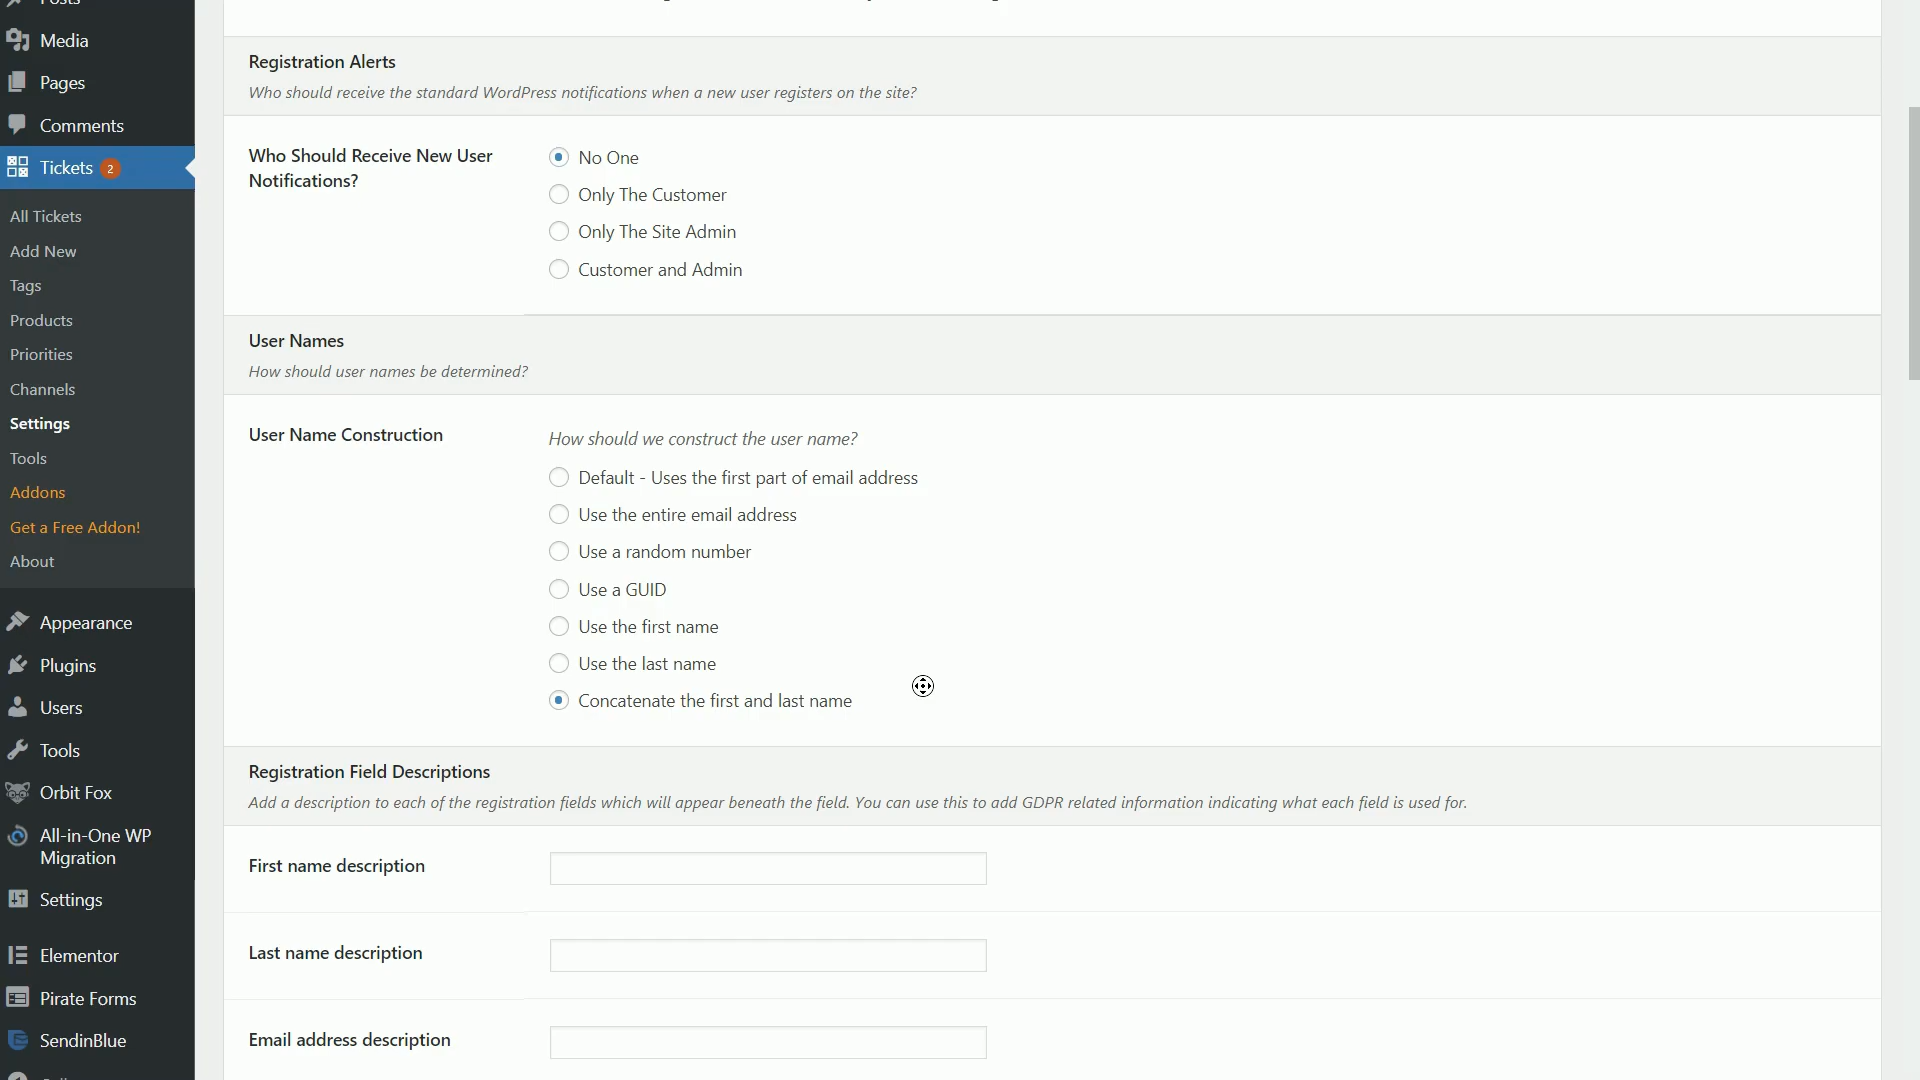 Posts
Media
Pages
Comments
Tickets 2
All Tickets
Add New
Tags
Products
Priorities
Channels
Settings
Tools
Addons
Get a Free Addon!
About
Appearance
Plugins
Users
Tools
Orbit Fox
All-in-One WP
Migration
Settings
Elementor
Pirate Forms
SendinBlue
Registration Alerts
Who should receive the standard WordPress notifications when a new user registers on the site?
Who Should Receive New User
Notifications?
No One
Only The Customer
Only The Site Admin
Customer and Admin
User Names
How should user names be determined?
User Name Construction
How should we construct the user name?
Default - Uses the first part of email address
Use the entire email address
Use a random number
Use a GUID
Use the first name
Use the last name
Concatenate the first and last name
Registration Field Descriptions
Add a description to each of the registration fields which will appear beneath the field. You can use this to add GDPR related information indicating what each field is used for.
First name description
Last name description
Email address description